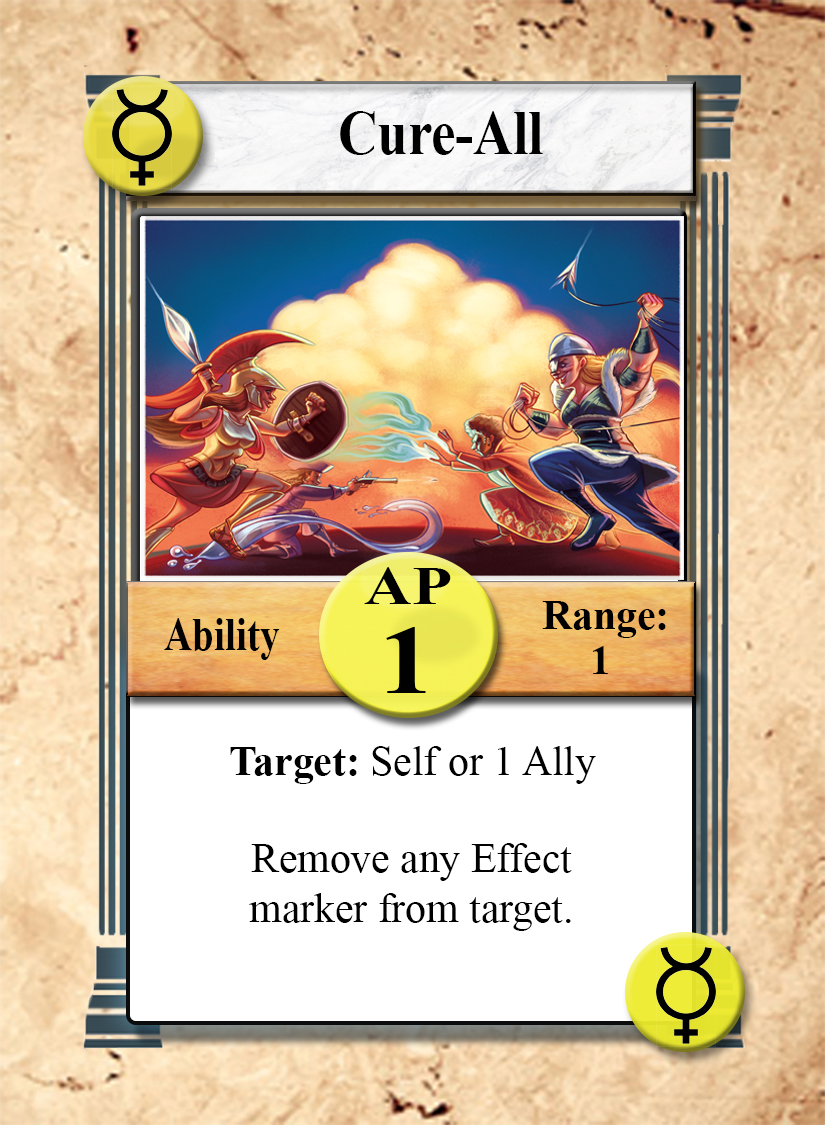 Cure-All
AP
1
Ability
Range:
1
Target: Self or 1 Ally
Remove any Effect
marker from target.